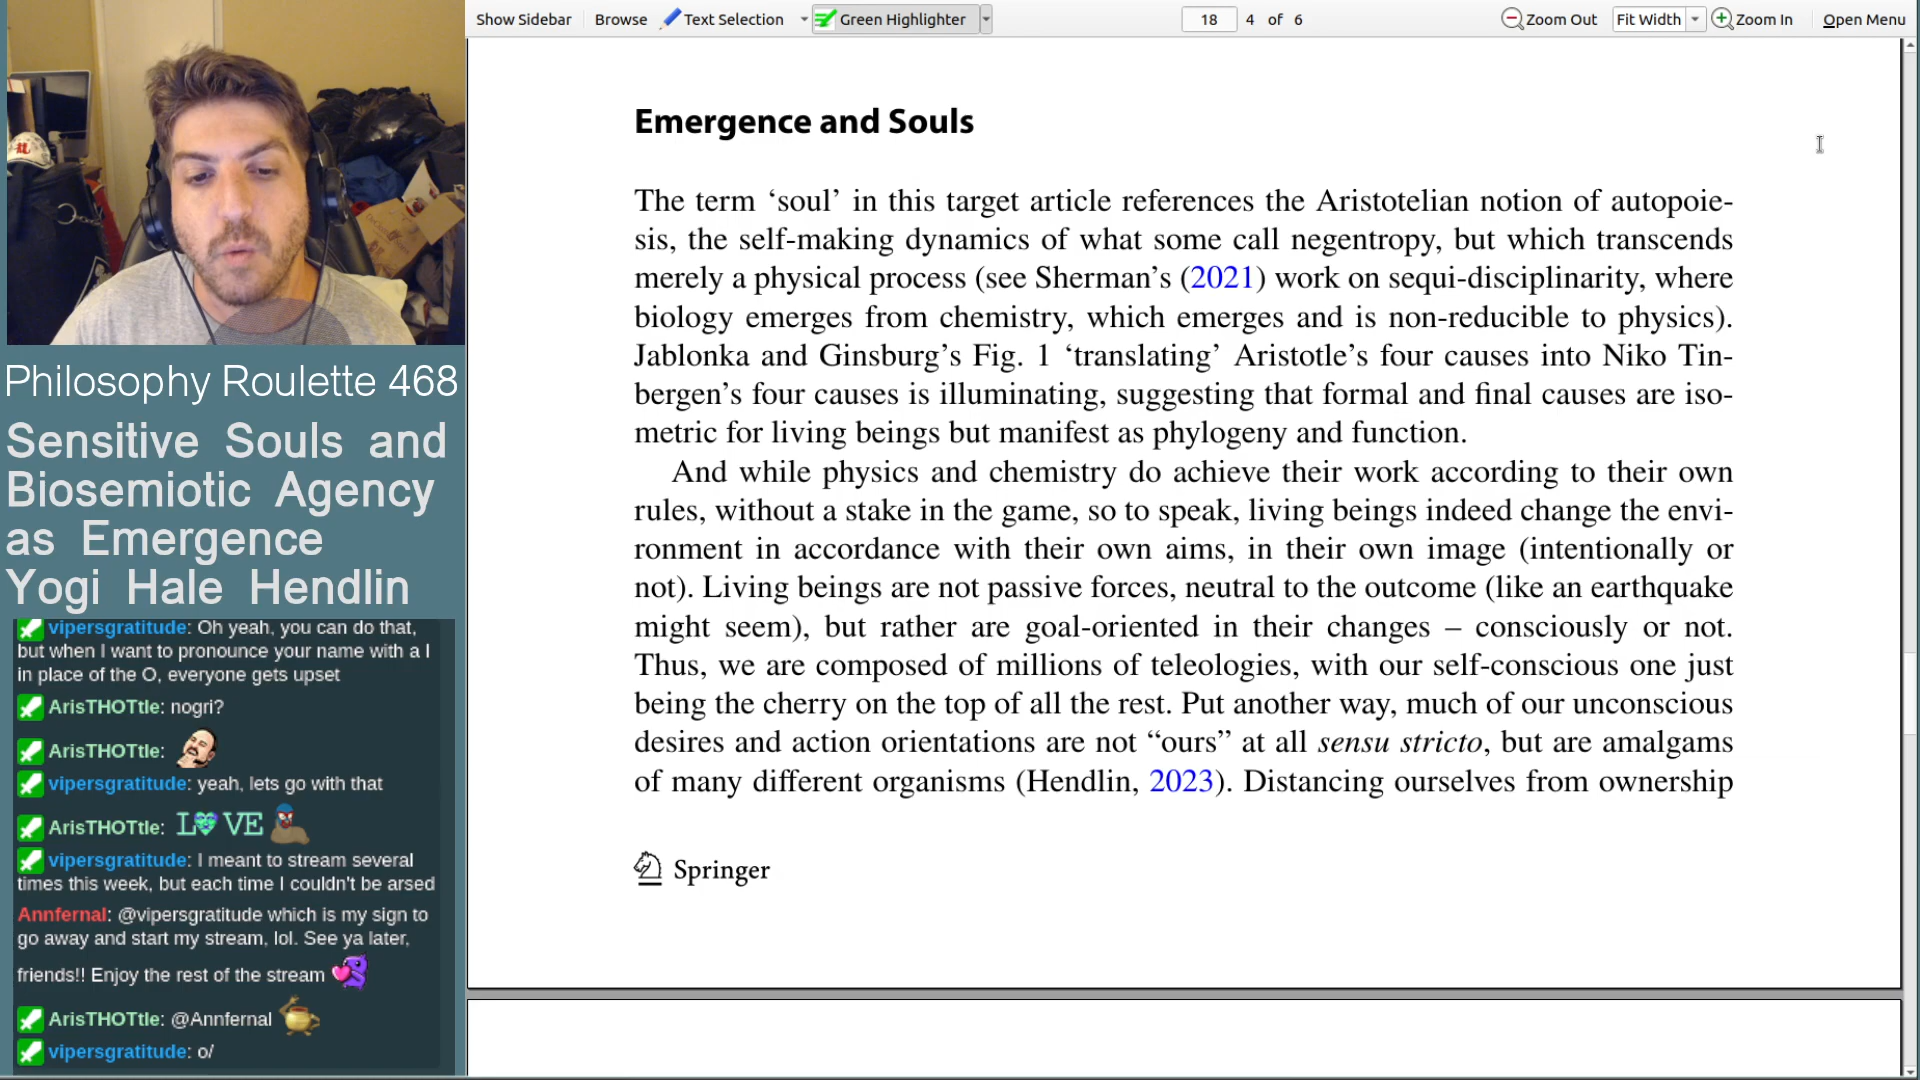 Show Sidebar Browse Text Selection Green Highlighter 18 4 of 6 Zoom Out Fit Width Zoom In Open Menu
Emergence and Souls
The term ‘soul’ in this target article references the Aristotelian notion of autopoie-
sis, the self-making dynamics of what some call negentropy, but which transcends
merely a physical process (see Sherman’s (2021) work on sequi-disciplinarity, where
biology emerges from chemistry, which emerges and is non-reducible to physics).
Jablonka and Ginsburg’s Fig. 1 ‘translating’ Aristotle’s four causes into Niko Tin-
bergen’s four causes is illuminating, suggesting that formal and final causes are iso-
metric for living beings but manifest as phylogeny and function.
And while physics and chemistry do achieve their work according to their own
rules, without a stake in the game, so to speak, living beings indeed change the envi-
ronment in accordance with their own aims, in their own image (intentionally or
not). Living beings are not passive forces, neutral to the outcome (like an earthquake
might seem), but rather are goal-oriented in their changes – consciously or not.
Thus, we are composed of millions of teleologies, with our self-conscious one just
being the cherry on the top of all the rest. Put another way, much of our unconscious
desires and action orientations are not “ours” at all sensu stricto, but are amalgams
of many different organisms (Hendlin, 2023). Distancing ourselves from ownership
Springer
Philosophy Roulette 468
Sensitive Souls and
Biosemiotic Agency
as Emergence
Yogi Hale Hendlin
vipersgratitude: Oh yeah, you can do that,
but when I want to pronounce your name with a I
in place of the O, everyone gets upset
ArisTHOTtle: nogri?
ArisTHOTtle:
vipersgratitude: yeah, lets go with that
ArisTHOTtle: LOVE
vipersgratitude: I meant to stream several
times this week, but each time I couldn't be arsed
Annfernal: @vipersgratitude which is my sign to
go away and start my stream, lol. See ya later,
friends!! Enjoy the rest of the stream
ArisTHOTtle: @Annfernal
vipersgratitude: o/